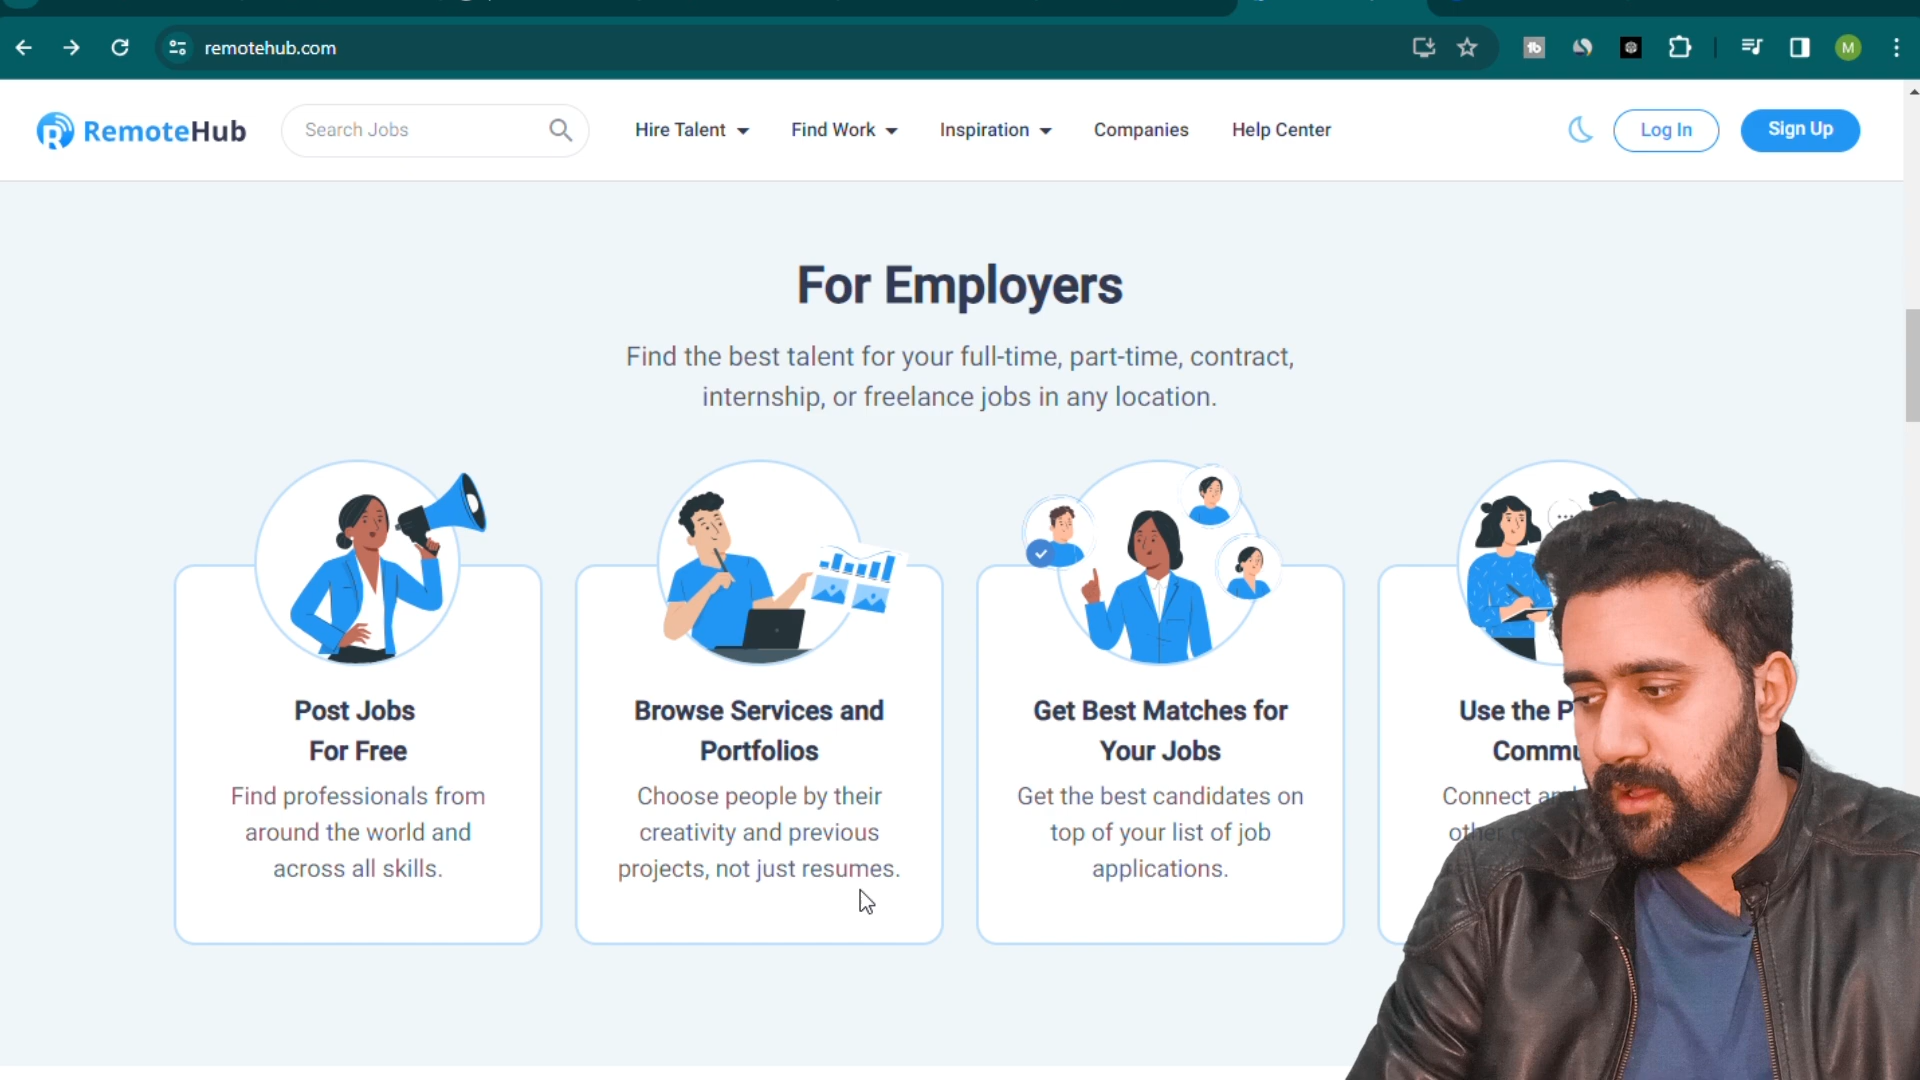 remotehub.com
M
RemoteHub
Search Jobs
Hire Talent
Find Work
Inspiration
Companies
Help Center
Log In
Sign Up
For Employers
Find the best talent for your full-time, part-time, contract,
internship, or freelance jobs in any location.
Post Jobs
For Free
Find professionals from
around the world and
across all skills.
Browse Services and
Portfolios
Choose people by their
creativity and previous
projects, not just resumes.
Get Best Matches for
Your Jobs
Get the best candidates on
top of your list of job
applications.
Use the
Connect
other